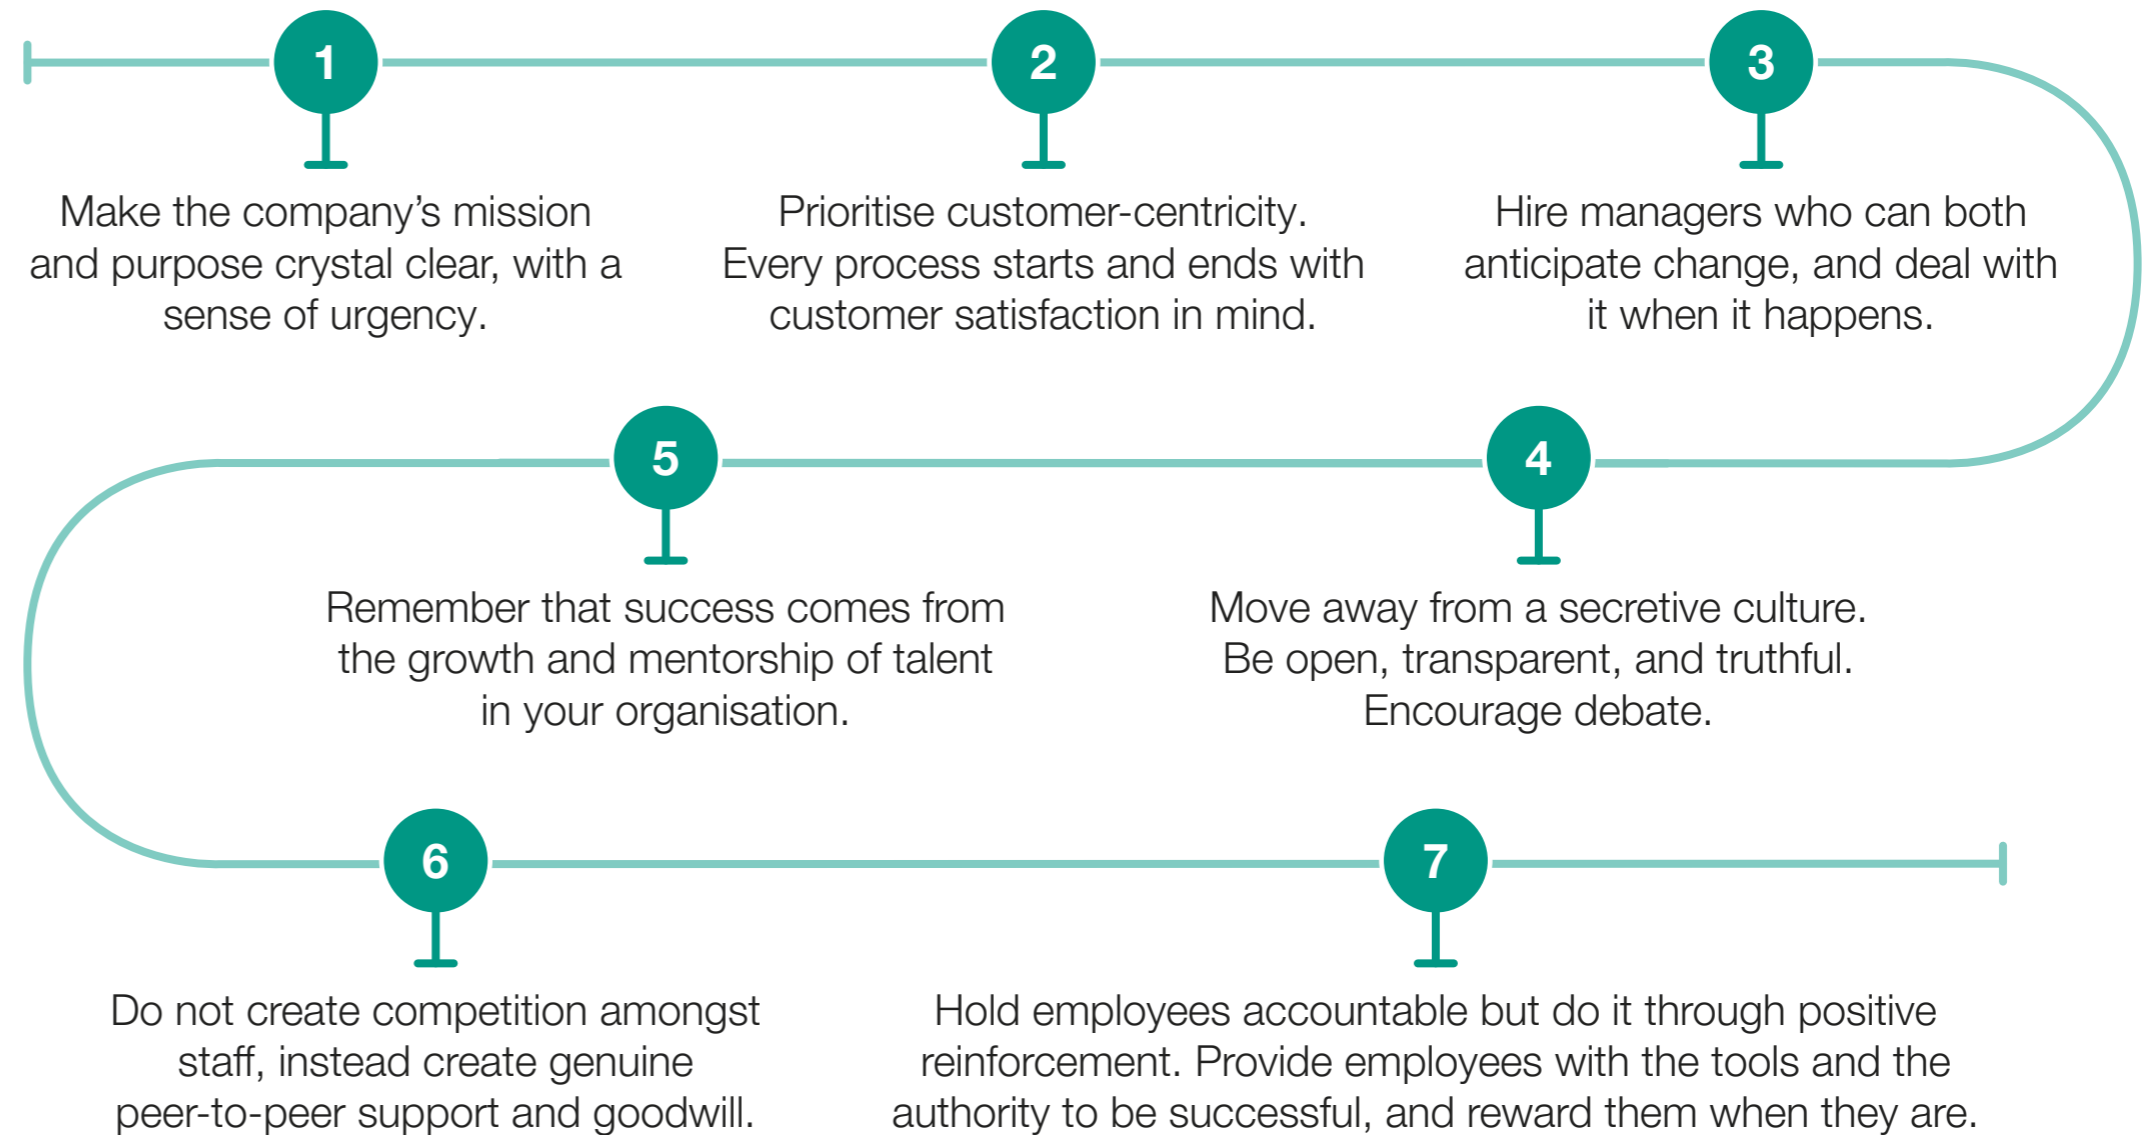 1
Make the company’s mission
and purpose crystal clear, with a
sense of urgency.
2
Prioritise customer-centricity.
Every process starts and ends with
customer satisfaction in mind.
3
Hire managers who can both
anticipate change, and deal with
it when it happens.
4
Move away from a secretive culture.
Be open, transparent, and truthful.
Encourage debate.
5
Remember that success comes from
the growth and mentorship of talent
in your organisation.
6
Do not create competition amongst
staff, instead create genuine
peer-to-peer support and goodwill.
7
Hold employees accountable but do it through positive
reinforcement. Provide employees with the tools and the
authority to be successful, and reward them when they are.